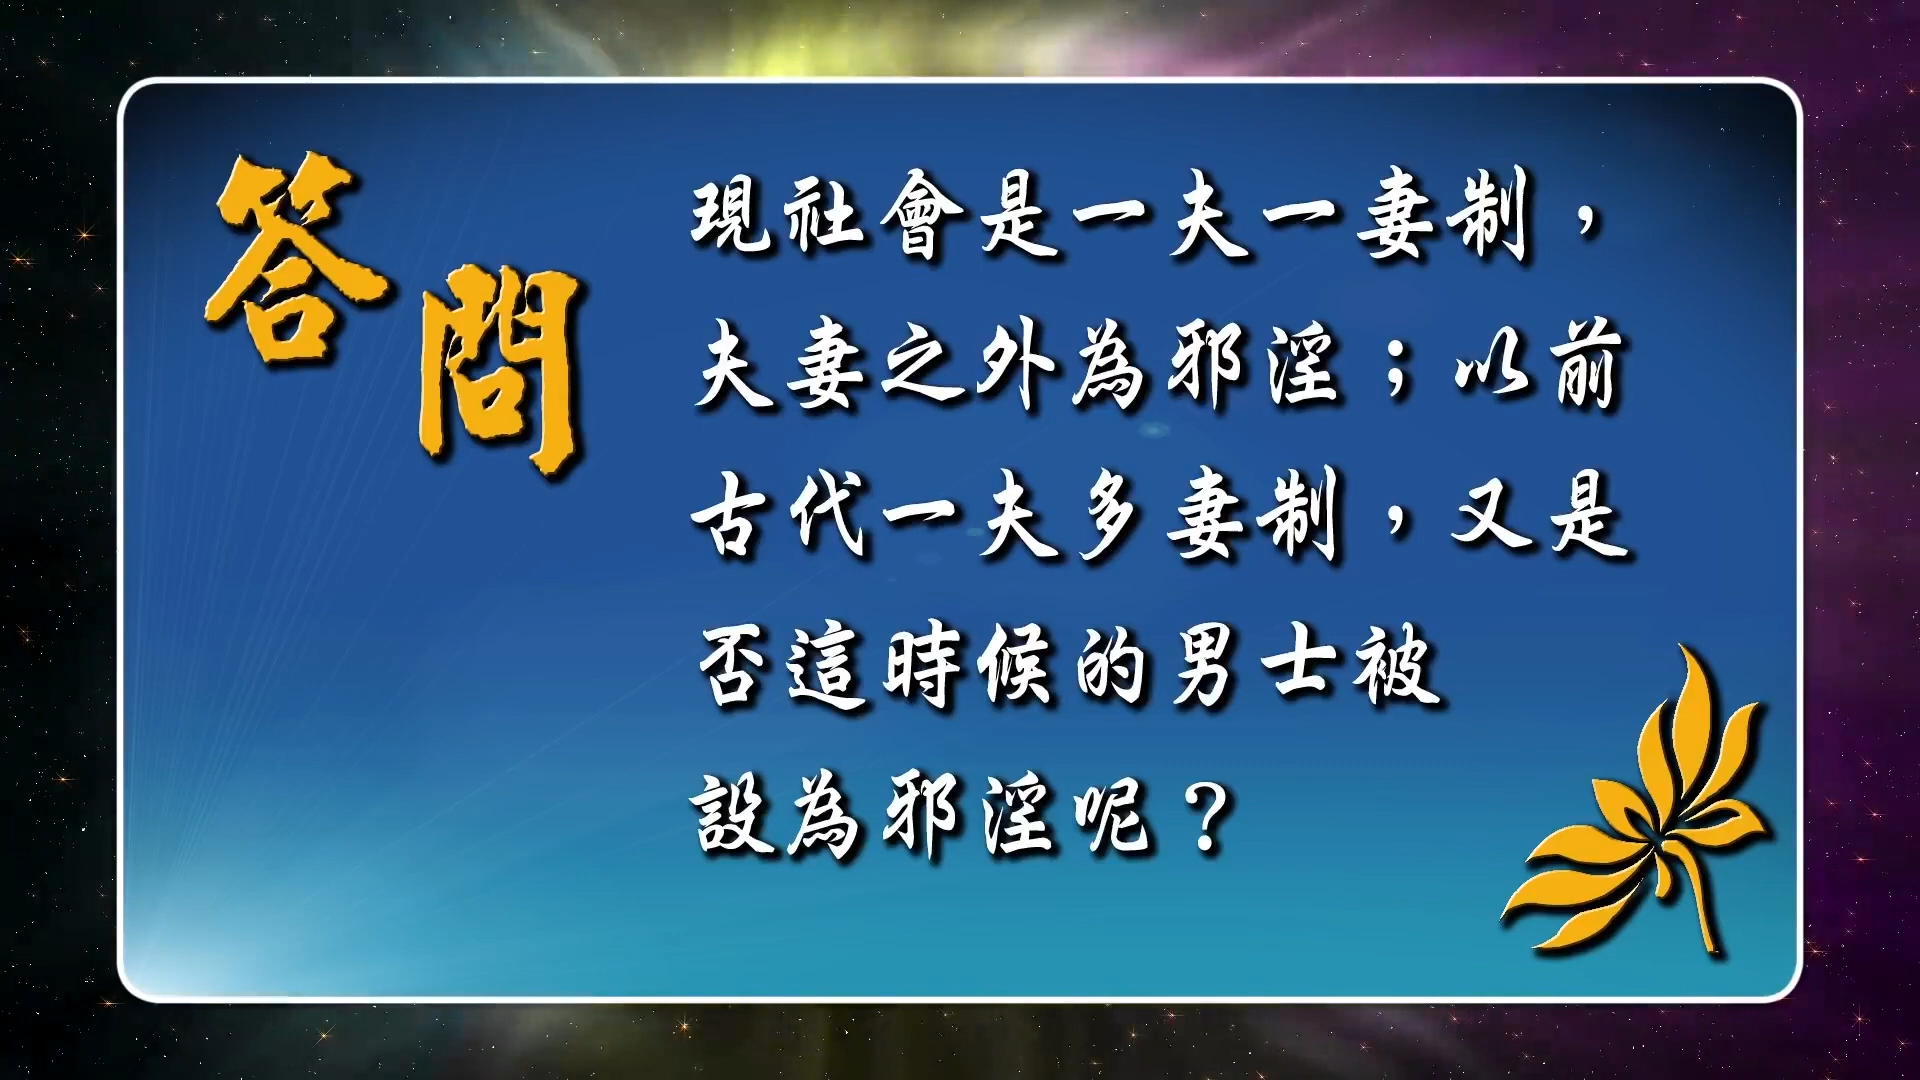 答問
現社會是一夫一妻制，
夫妻之外為邪淫；以前
古代一夫多妻制，又是
否這時候的男士被
設為邪淫呢？